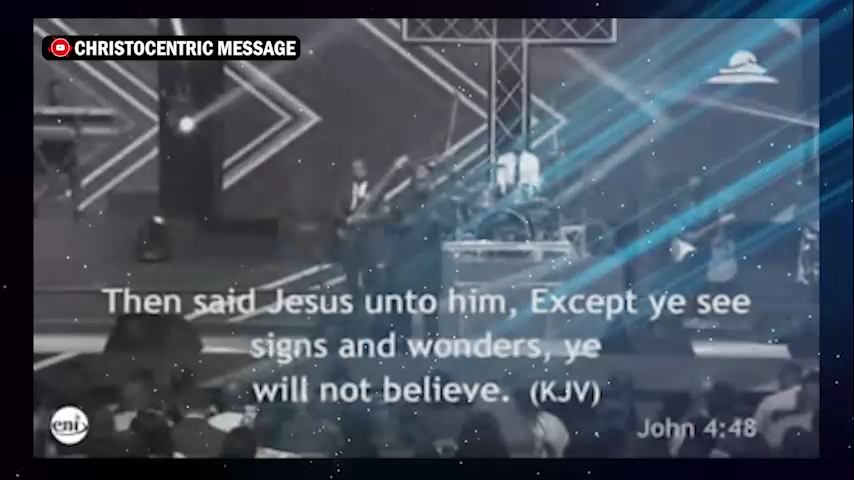 CHRISTOCENTRIC MESSAGE
Then said Jesus unto him, Except ye see
signs and wonders, ye
will not believe. (KJV)
John 4:48
eni